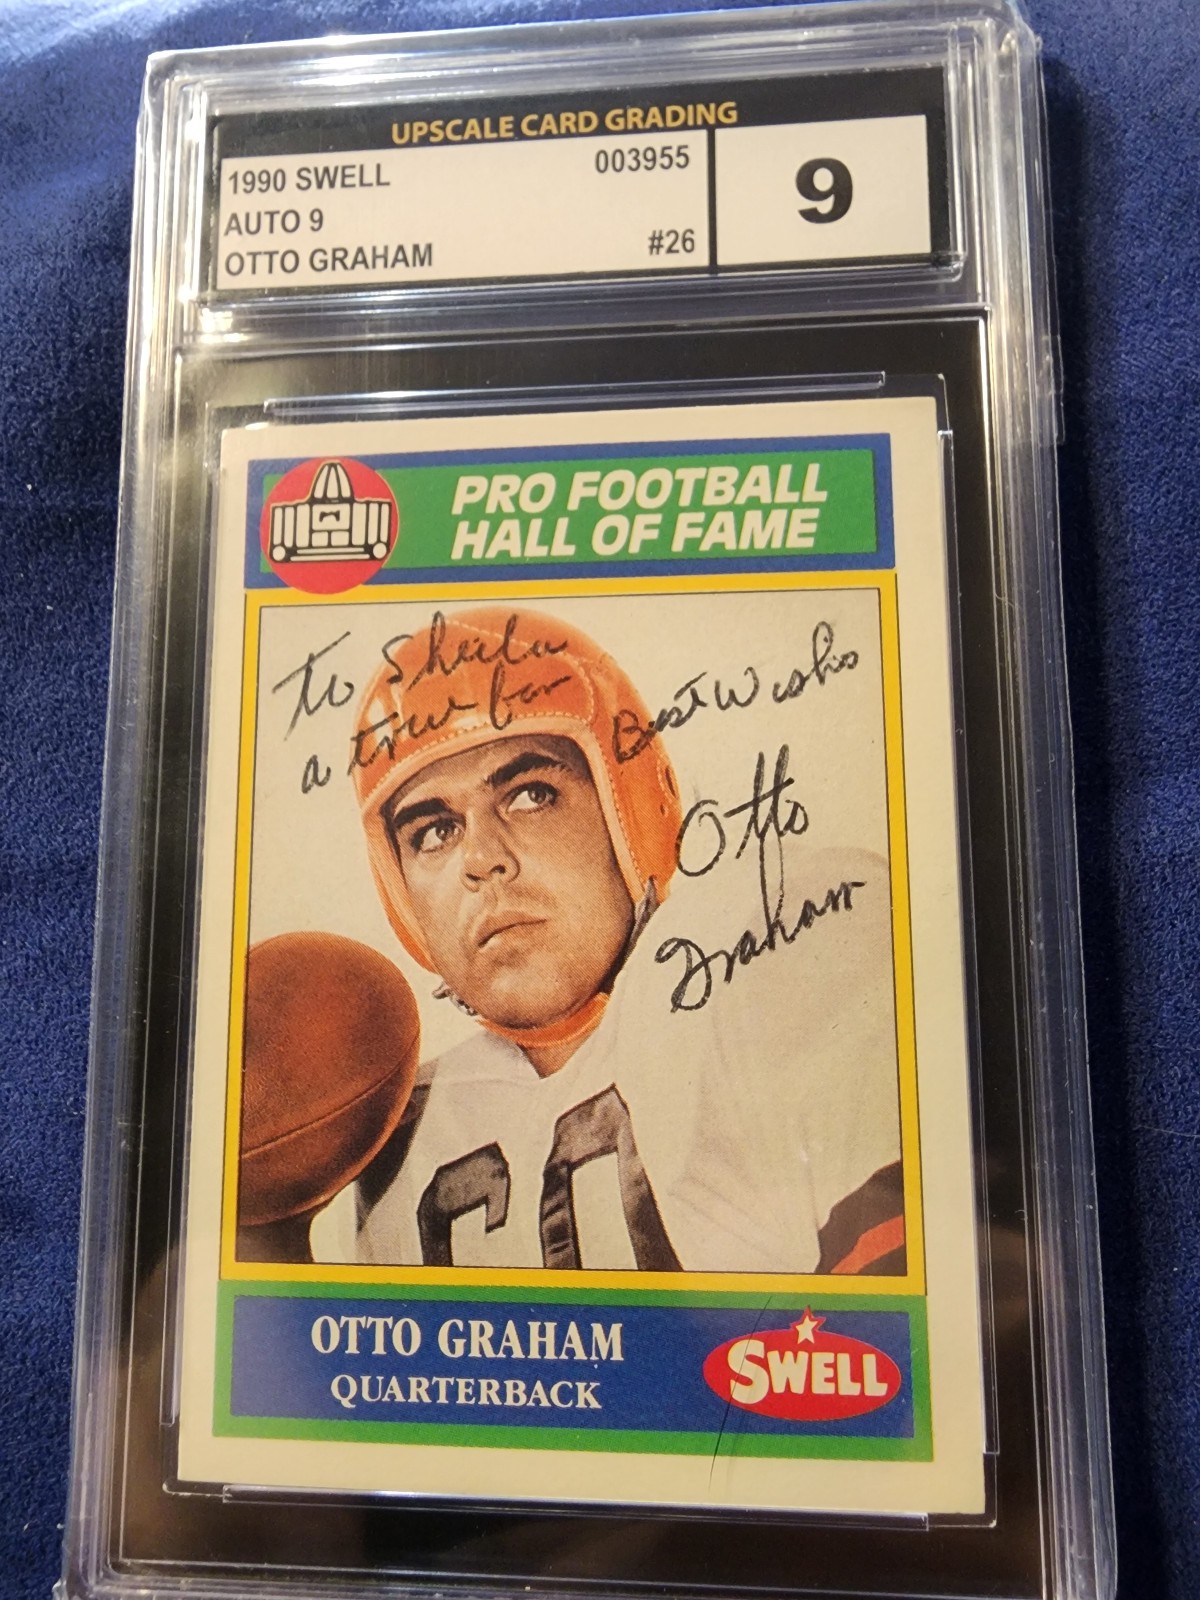 UPSCALE CARD GRADING
1990 SWELL 003955
AUTO 9
OTTO GRAHAM #26
9
PRO FOOTBALL
HALL OF FAME
To Sheila
a true fan
Best Wishes
Otto
Graham
60
OTTO GRAHAM
QUARTERBACK
SWELL